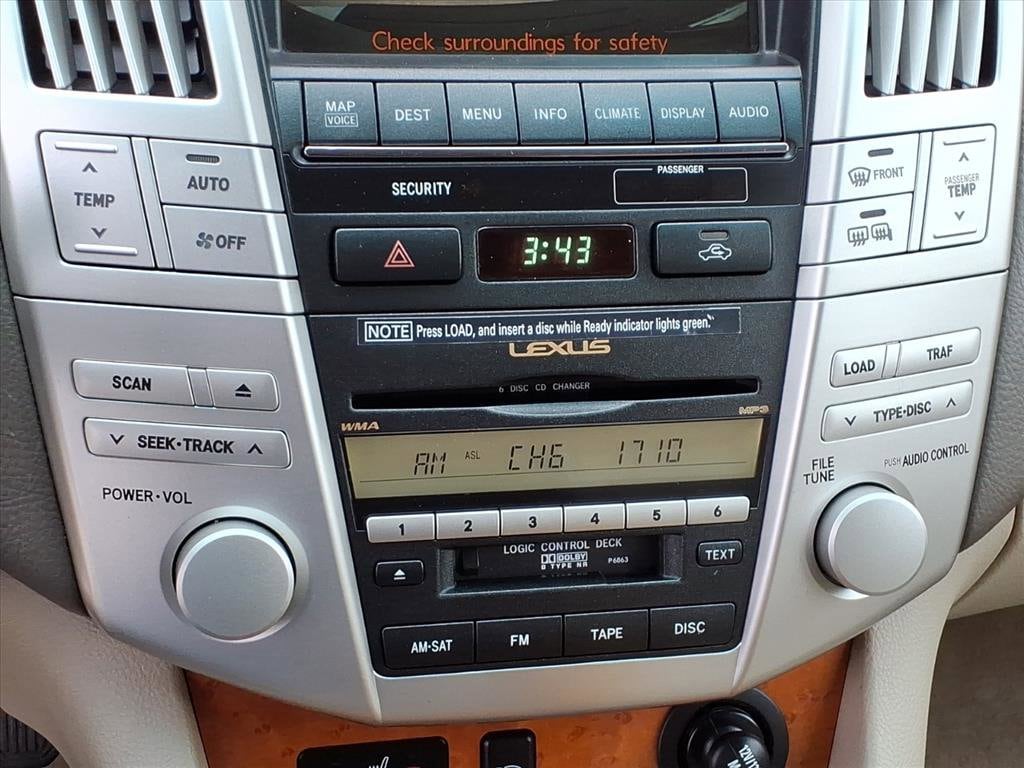 Check surroundings for safety
MAP
VOICE
DEST
MENU
INFO
CLIMATE
DISPLAY
AUDIO
TEMP
AUTO
OFF
SECURITY
PASSENGER
FRONT
PASSENGER
TEMP
3:43
NOTE Press LOAD, and insert a disc while Ready indicator lights green.
LEXUS
6 DISC CD CHANGER
SCAN
SEEK·TRACK
POWER·VOL
LOAD
TRAF
TYPE·DISC
PUSH AUDIO CONTROL
FILE
TUNE
WMA
MP3
AM ASL CH6 1710
1 2 3 4 5 6
LOGIC CONTROL DECK
DOLBY
B TYPE NR
P6863
TEXT
AM·SAT
FM
TAPE
DISC